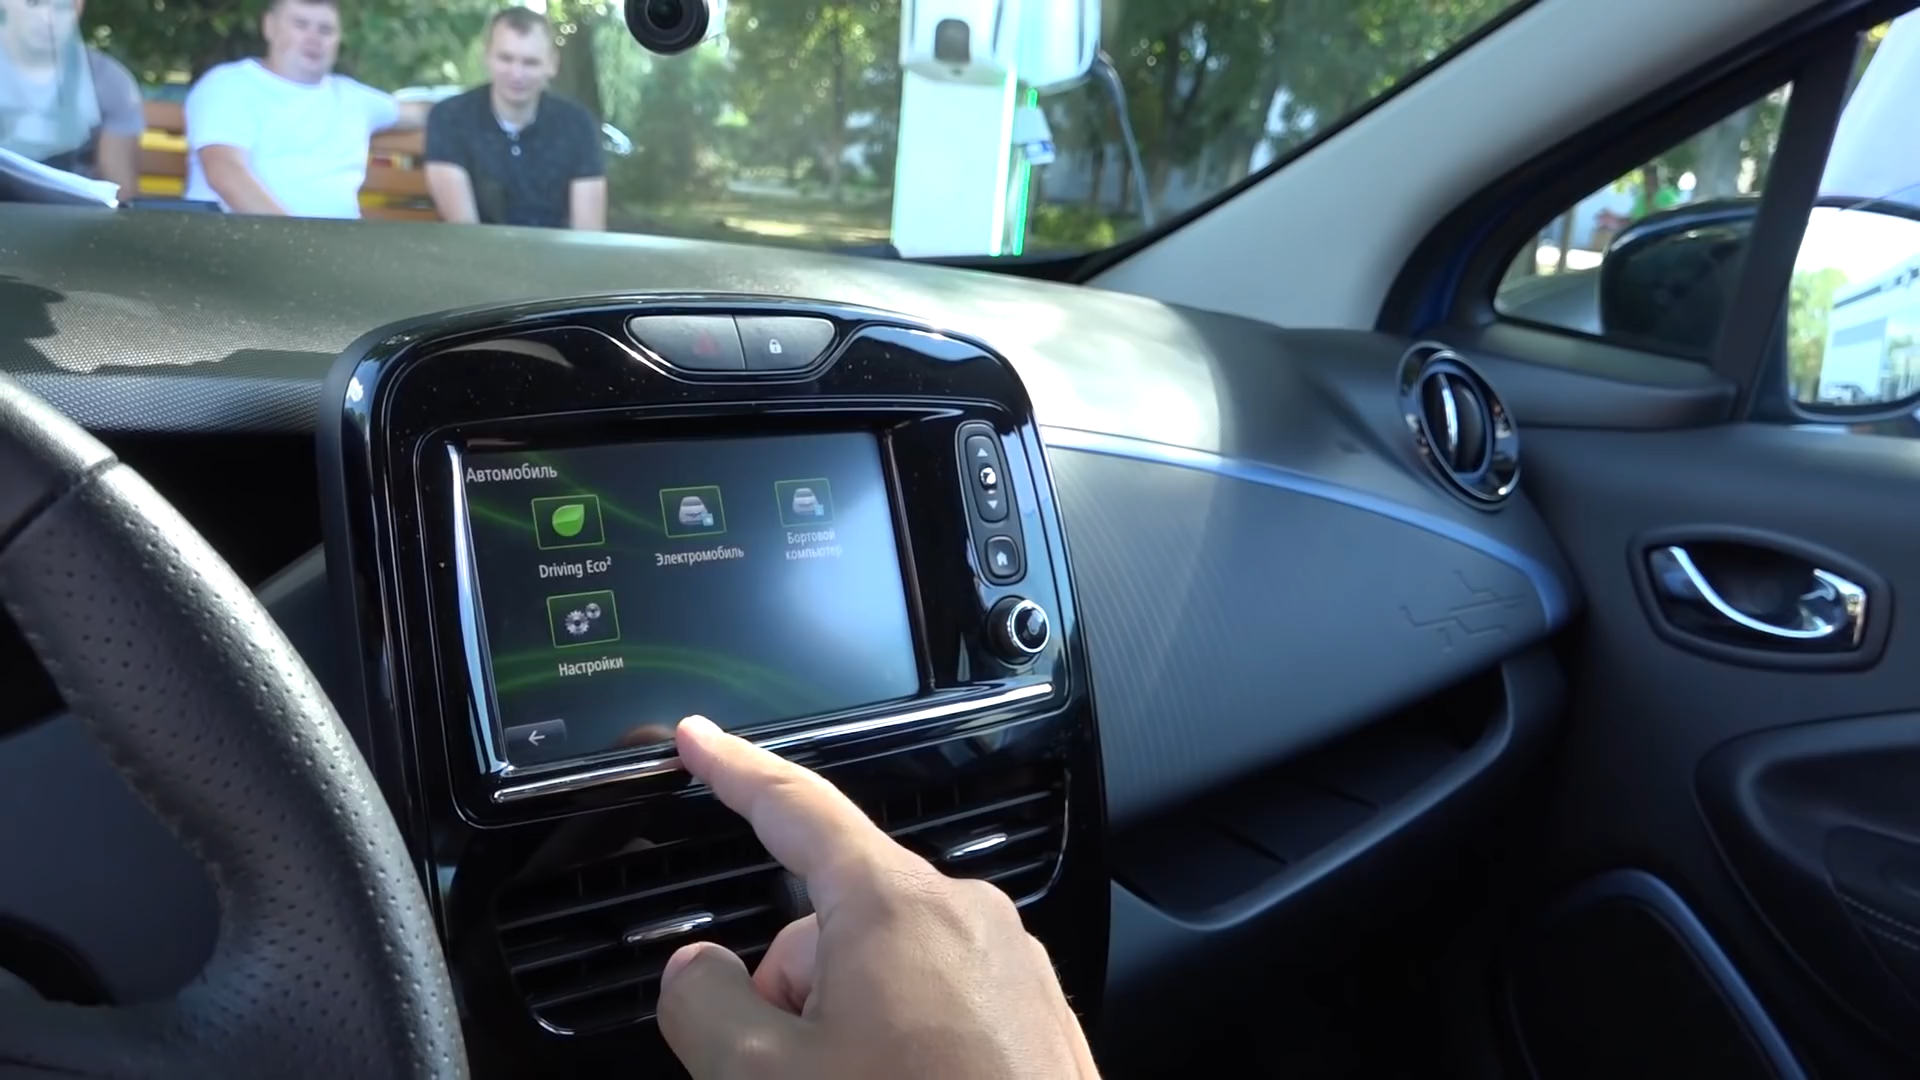 Автомобиль
Driving Eco²
Электромобиль
Бортовой
компьютер
Настройки